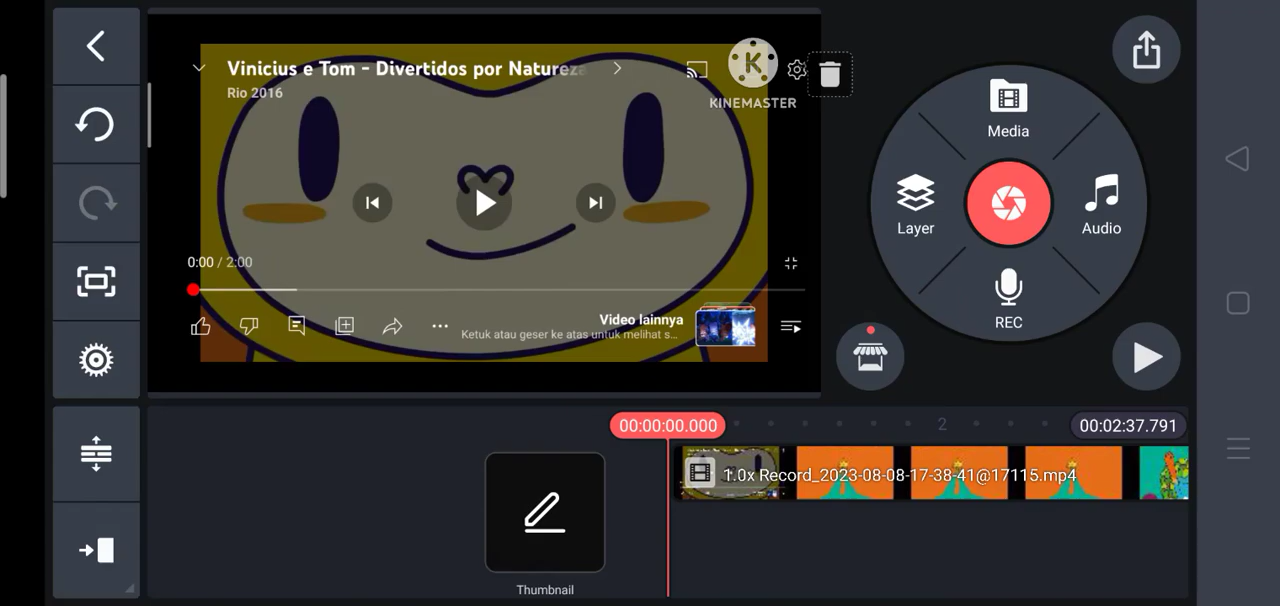 Vinicius e Tom - Divertidos por Natureza
Rio 2016
K
KINEMASTER
0:00 / 2:00
Video lainnya
Ketuk atau geser ke atas untuk melihat s...
Media
Layer
Audio
REC
00:00:00.000
2
00:02:37.791
1.0x Record_2023-08-08-17-38-41@17115.mp4
Thumbnail